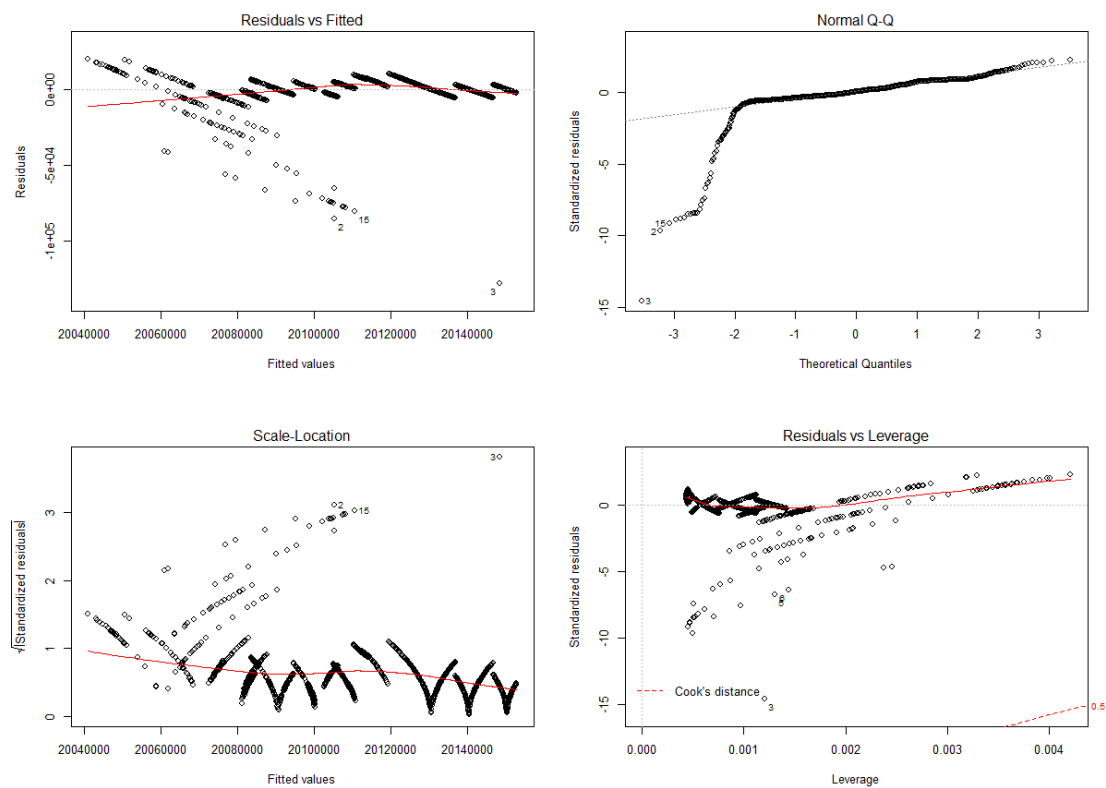 Residuals vs Fitted
Residuals
0e+00
-5e+04
-1e+05
2
15
3
20040000 20060000 20080000 20100000 20120000 20140000
Fitted values
Normal Q-Q
Standardized residuals
0
-5
-10
-15
15
2
3
-3 -2 -1 0 1 2 3
Theoretical Quantiles
Scale-Location
√|Standardized residuals|
3
2
1
0
3
2
15
20040000 20060000 20080000 20100000 20120000 20140000
Fitted values
Residuals vs Leverage
Standardized residuals
0
-5
-10
-15
Cook's distance
3
0.5
0.000 0.001 0.002 0.003 0.004
Leverage